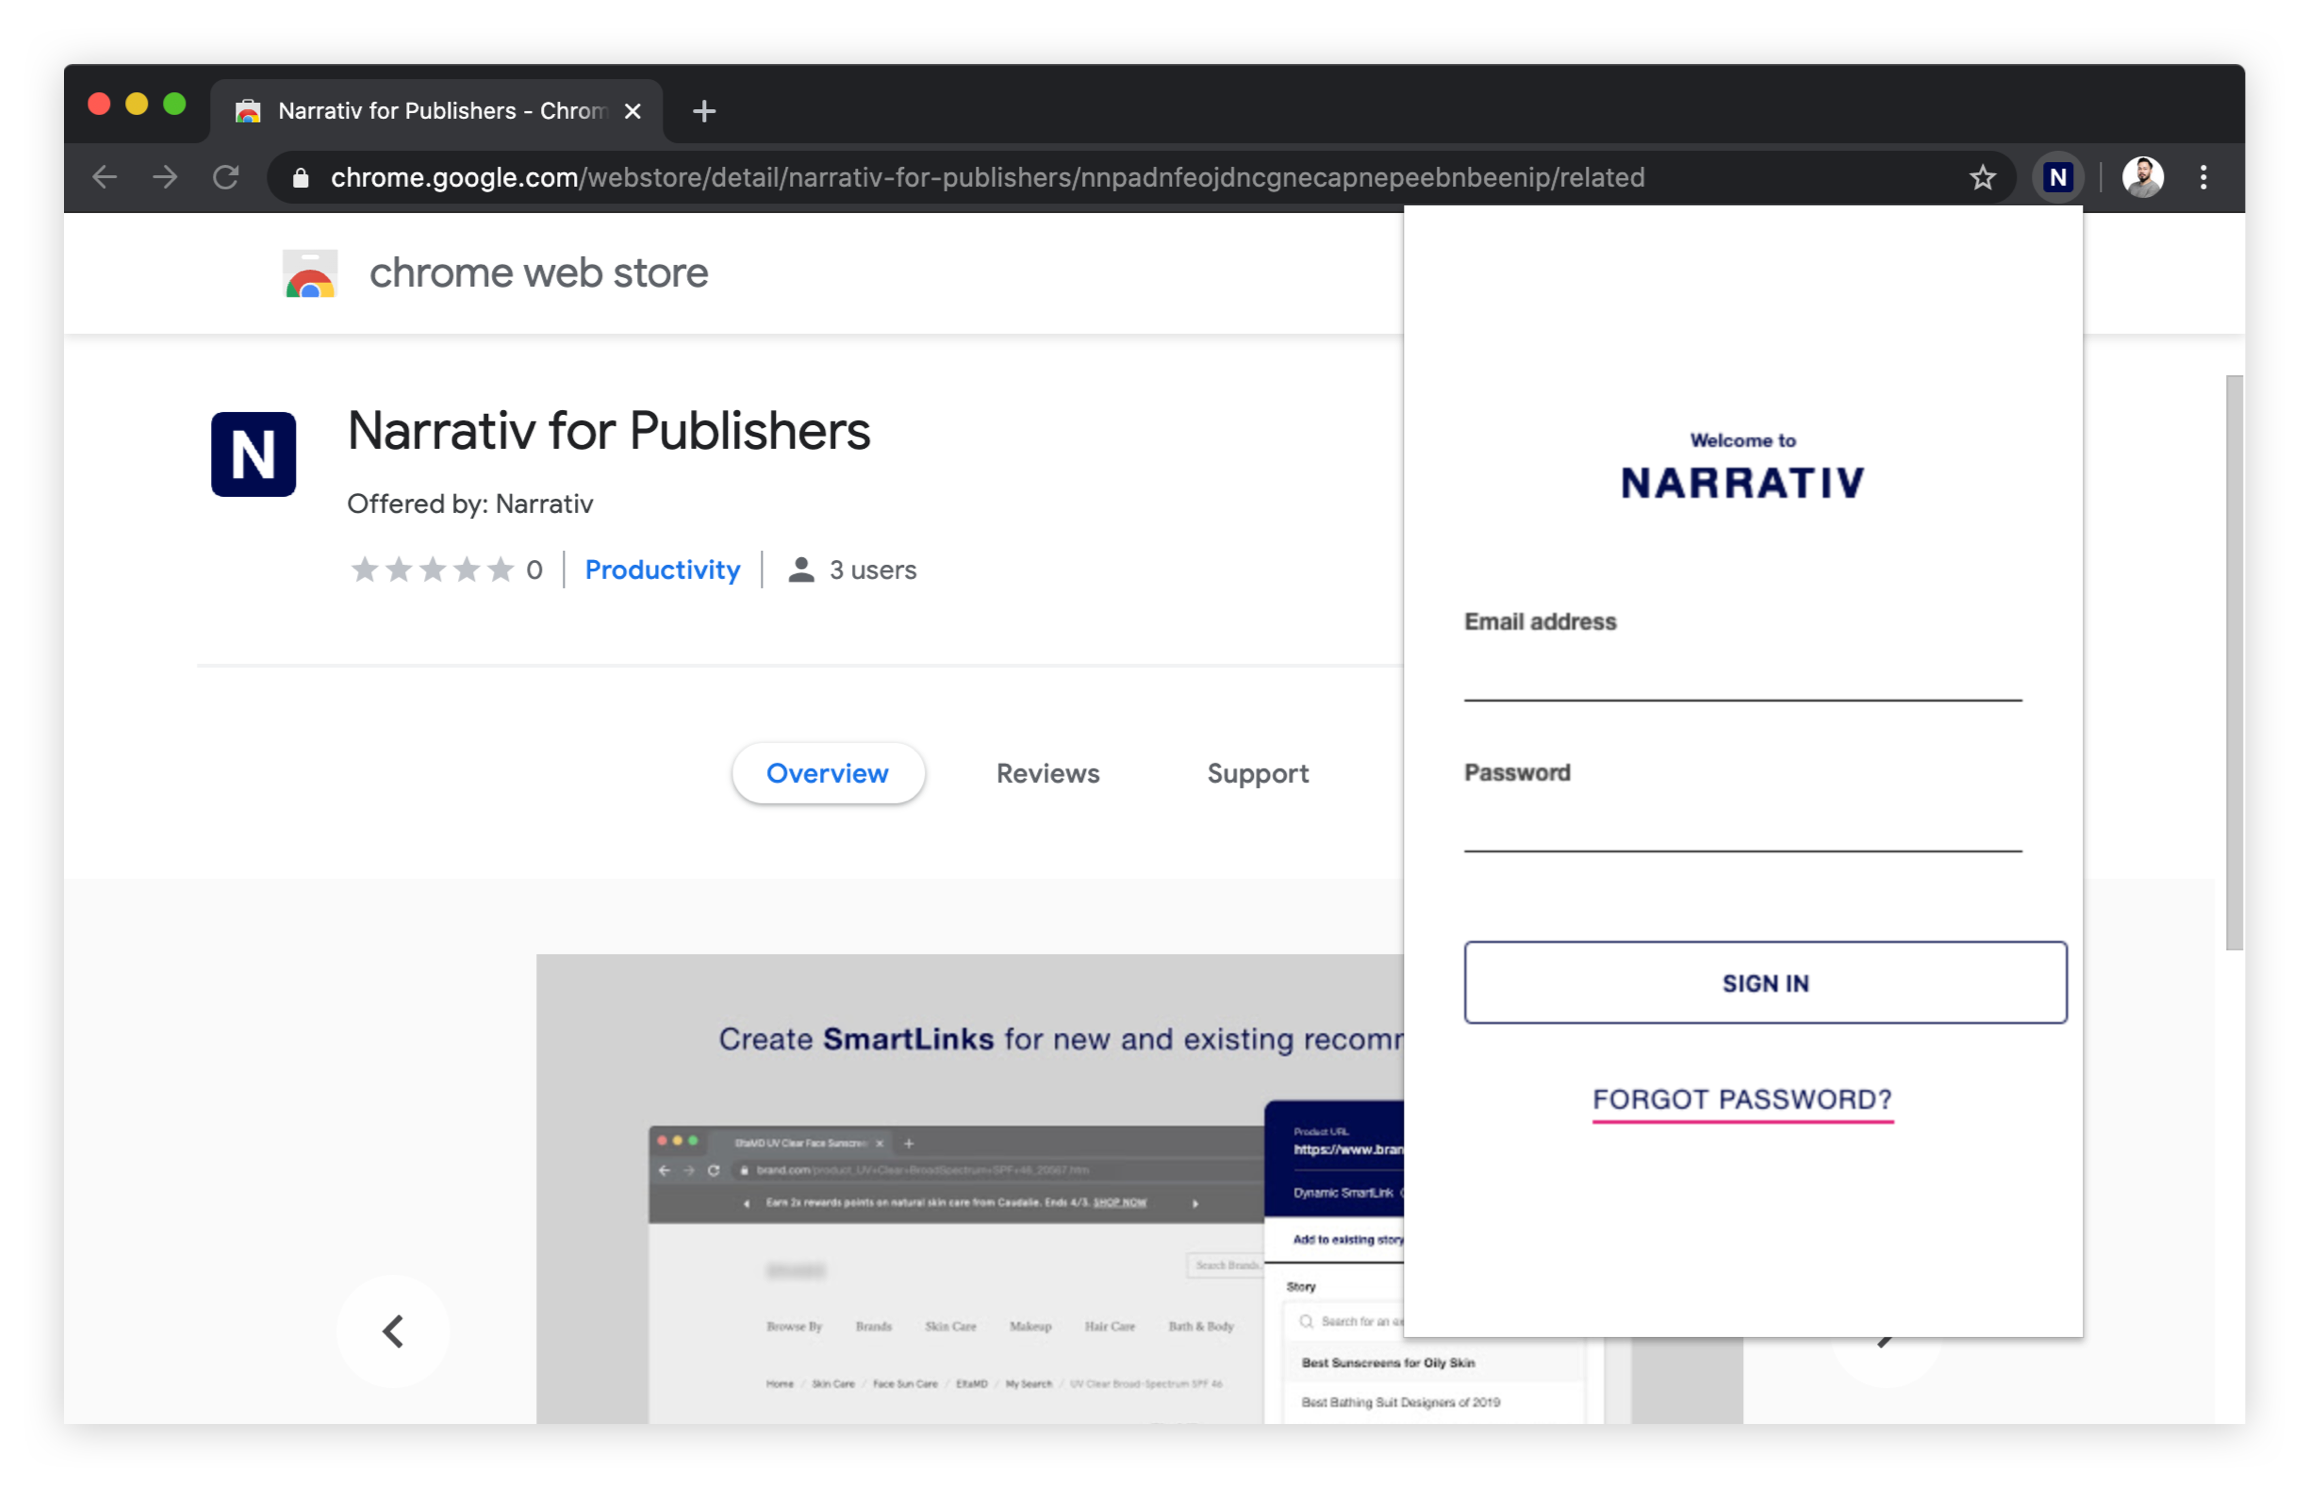 Narrativ for Publishers - Chrom
chrome.google.com/webstore/detail/narrativ-for-publishers/nnpadnfeojdncgnecapnepeebnbeenip/related
N
chrome web store
N
Narrativ for Publishers
Offered by: Narrativ
0
Productivity
3 users
Overview
Reviews
Support
Welcome to
NARRATIV
Email address
Password
SIGN IN
FORGOT PASSWORD?
Create SmartLinks for new and existing recomm
EltaMD UV Clear Face Sunscreen
brand.com/product_UV+Clear+BroadSpectrum+SPF+46_20567.htm
Earn 2x rewards points on natural skin care from Caudalie. Ends 4/3. SHOP NOW
Search Brands,
Browse By
Brands
Skin Care
Makeup
Hair Care
Bath & Body
Home / Skin Care / Face Sun Care / EltaMD / My Search / UV Clear Broad-Spectrum SPF 46
Product URL
https://www.bran
Dynamic SmartLink
Add to existing story
Story
Search for an ex
Best Sunscreens for Oily Skin
Best Bathing Suit Designers of 2019